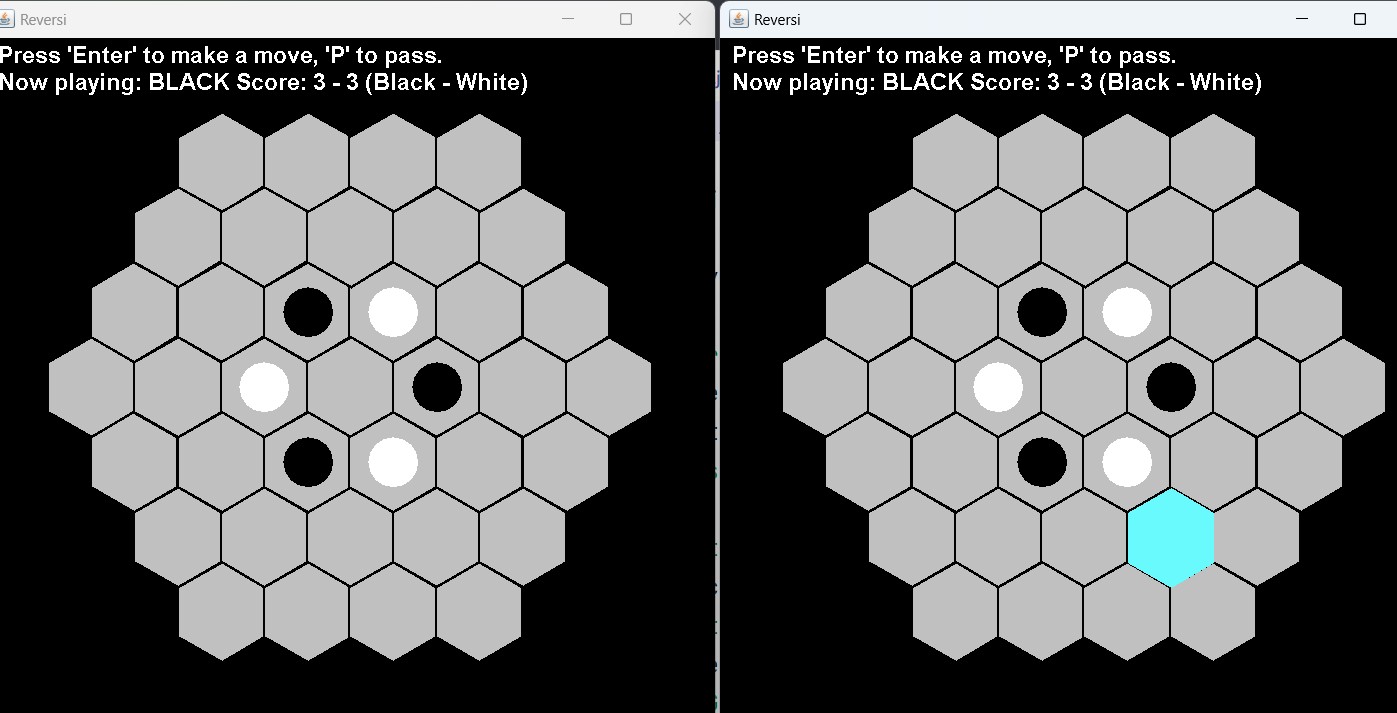 Reversi
Press 'Enter' to make a move, 'P' to pass.
Now playing: BLACK Score: 3 - 3 (Black - White)
Reversi
Press 'Enter' to make a move, 'P' to pass.
Now playing: BLACK Score: 3 - 3 (Black - White)